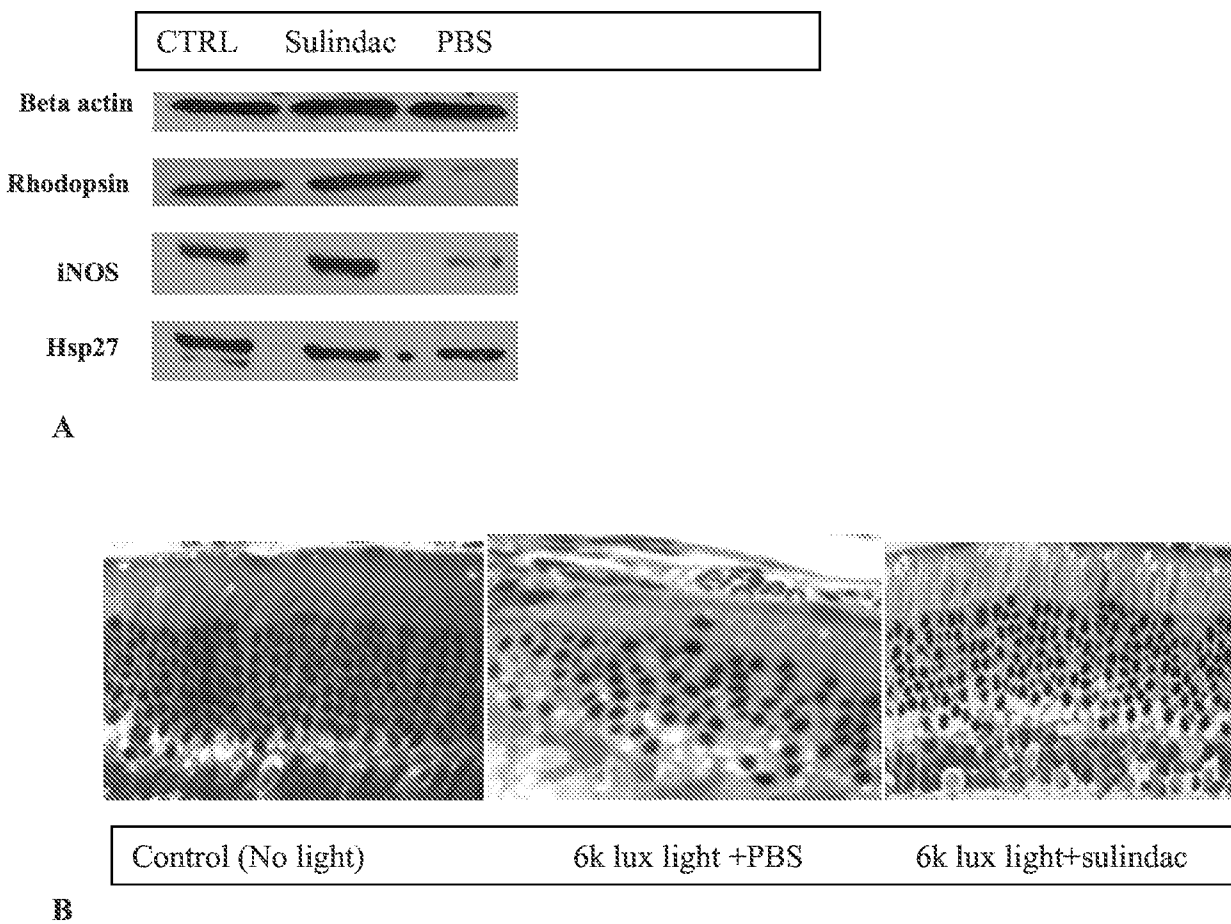 CTRL Sulindac PBS
Beta actin
Rhodopsin
iNOS
Hsp27
A
Control (No light) 6k lux light +PBS 6k lux light+sulindac
B